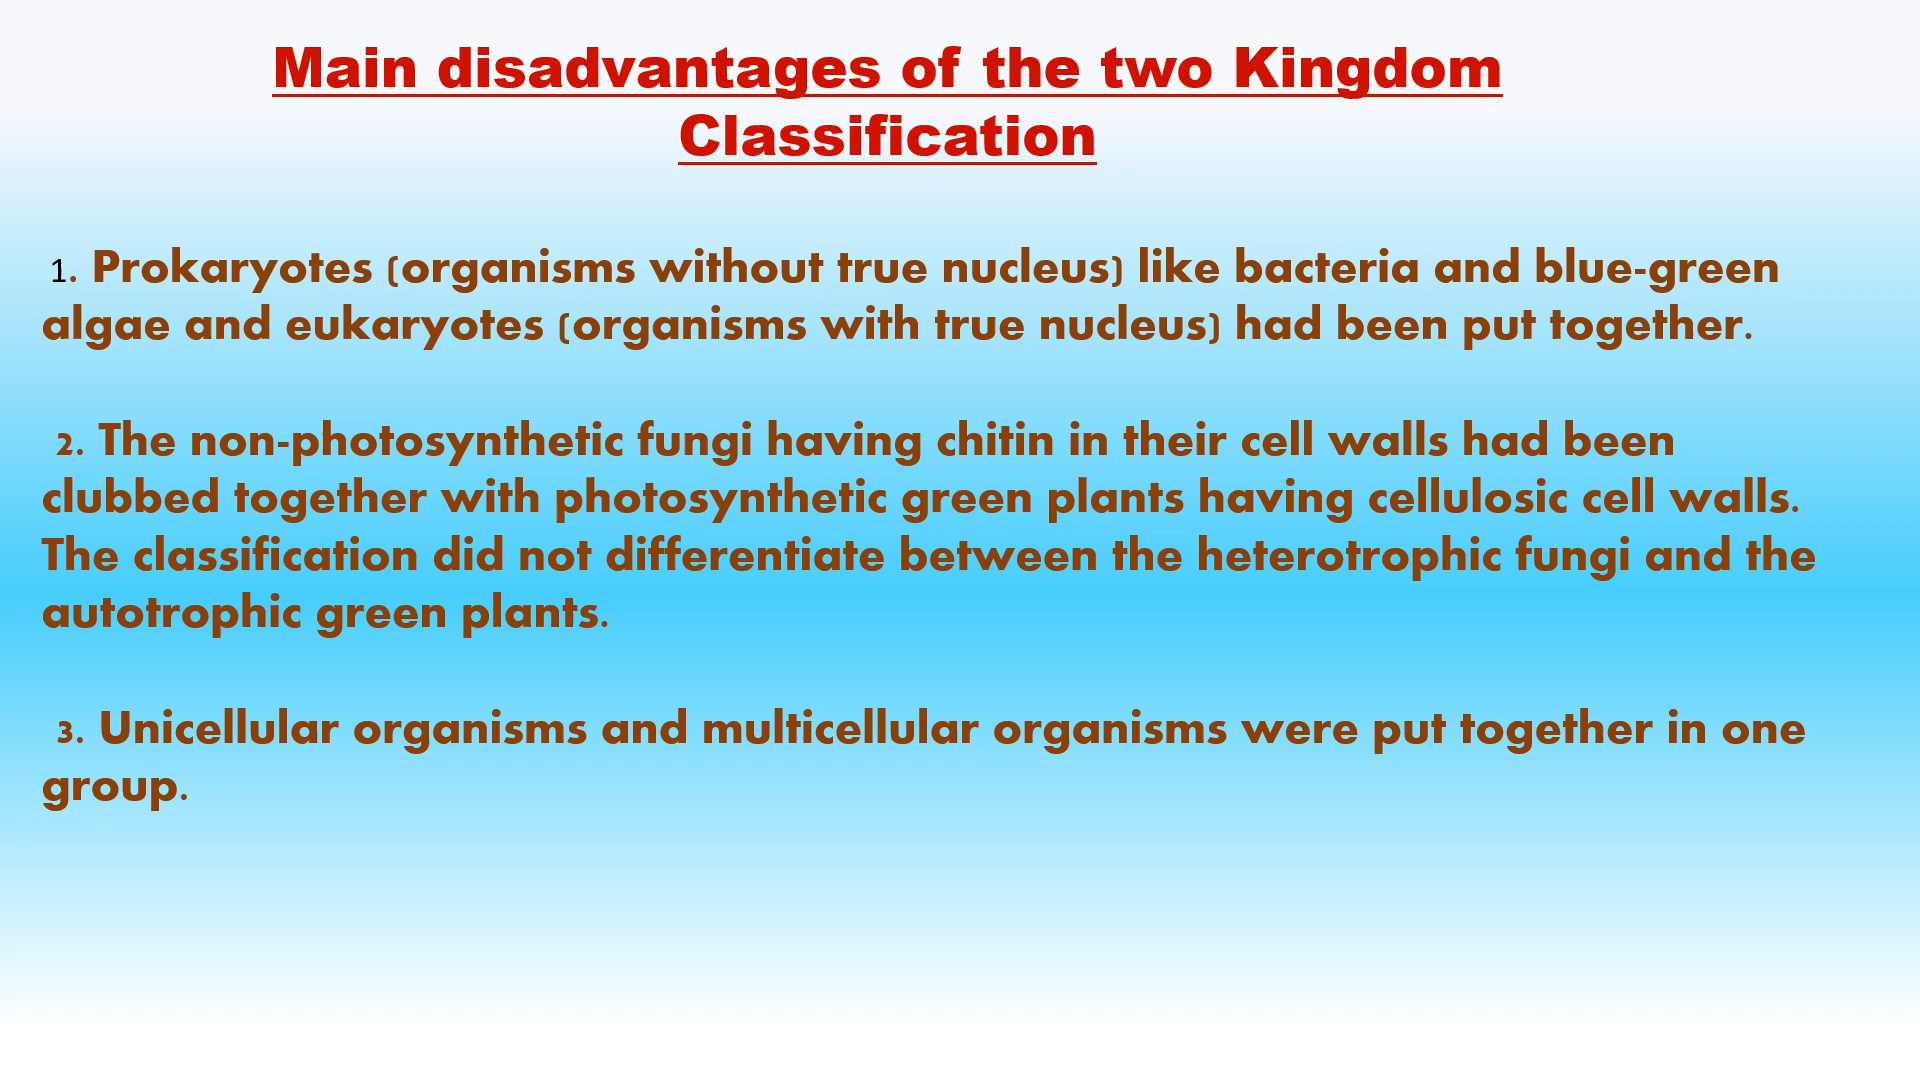 Main disadvantages of the two Kingdom
Classification
1. Prokaryotes (organisms without true nucleus) like bacteria and blue-green
algae and eukaryotes (organisms with true nucleus) had been put together.
2. The non-photosynthetic fungi having chitin in their cell walls had been
clubbed together with photosynthetic green plants having cellulosic cell walls.
The classification did not differentiate between the heterotrophic fungi and the
autotrophic green plants.
3. Unicellular organisms and multicellular organisms were put together in one
group.